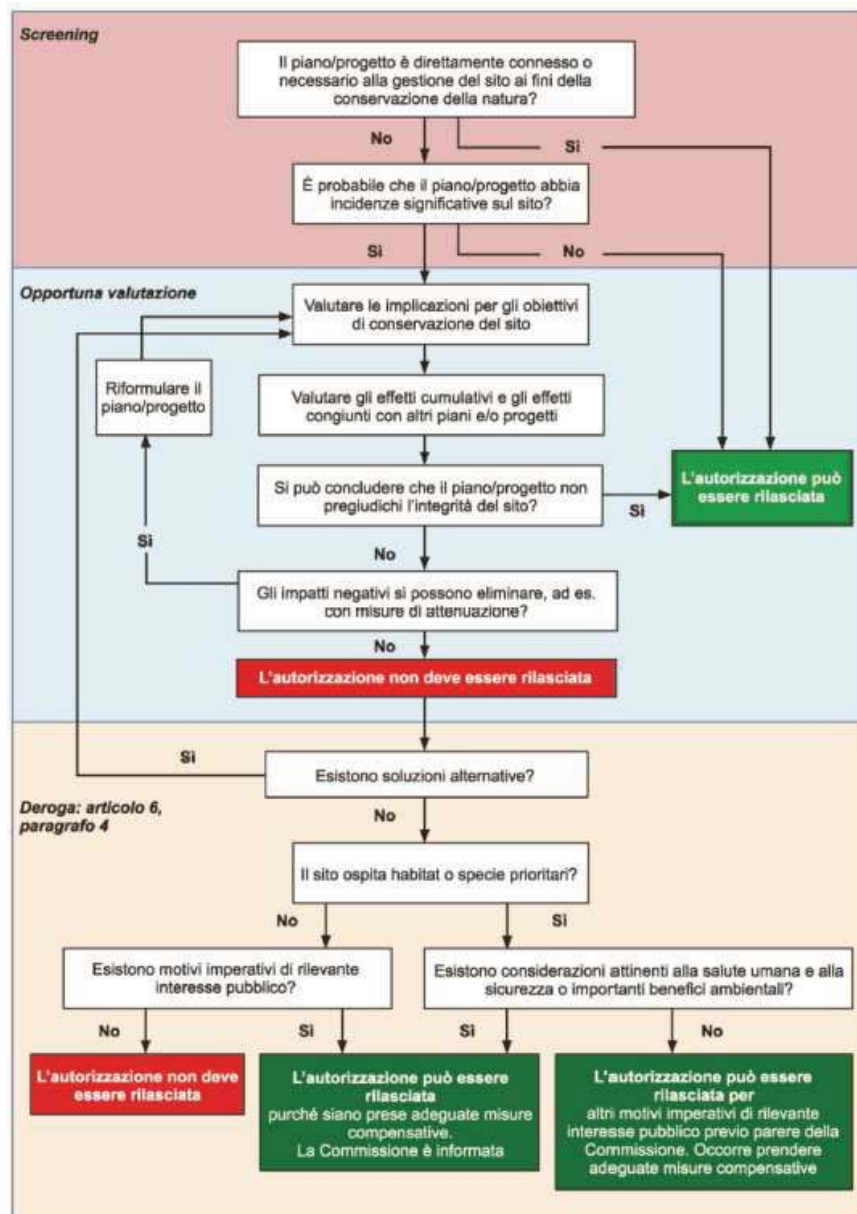 Screening
Il piano/progetto è direttamente connesso o
necessario alla gestione del sito ai fini della
conservazione della natura?
No
Sì
È probabile che il piano/progetto abbia
incidenze significative sul sito?
Sì
No
Opportuna valutazione
Valutare le implicazioni per gli obiettivi
di conservazione del sito
Riformulare il
piano/progetto
Valutare gli effetti cumulativi e gli effetti
congiunti con altri piani e/o progetti
L'autorizzazione può
essere rilasciata
Si può concludere che il piano/progetto non
pregiudichi l'integrità del sito?
Sì
Sì
No
Gli impatti negativi si possono eliminare, ad es.
con misure di attenuazione?
No
L'autorizzazione non deve essere rilasciata
Sì
Esistono soluzioni alternative?
Deroga: articolo 6,
paragrafo 4
No
Il sito ospita habitat o specie prioritari?
No
Sì
Esistono motivi imperativi di rilevante
interesse pubblico?
Esistono considerazioni attinenti alla salute umana e alla
sicurezza o importanti benefici ambientali?
No
Sì
Sì
No
L'autorizzazione non deve
essere rilasciata
L'autorizzazione può essere
rilasciata
purché siano prese adeguate misure
compensative.
La Commissione è informata
L'autorizzazione può essere
rilasciata per
altri motivi imperativi di rilevante
interesse pubblico previo parere della
Commissione. Occorre prendere
adeguate misure compensative